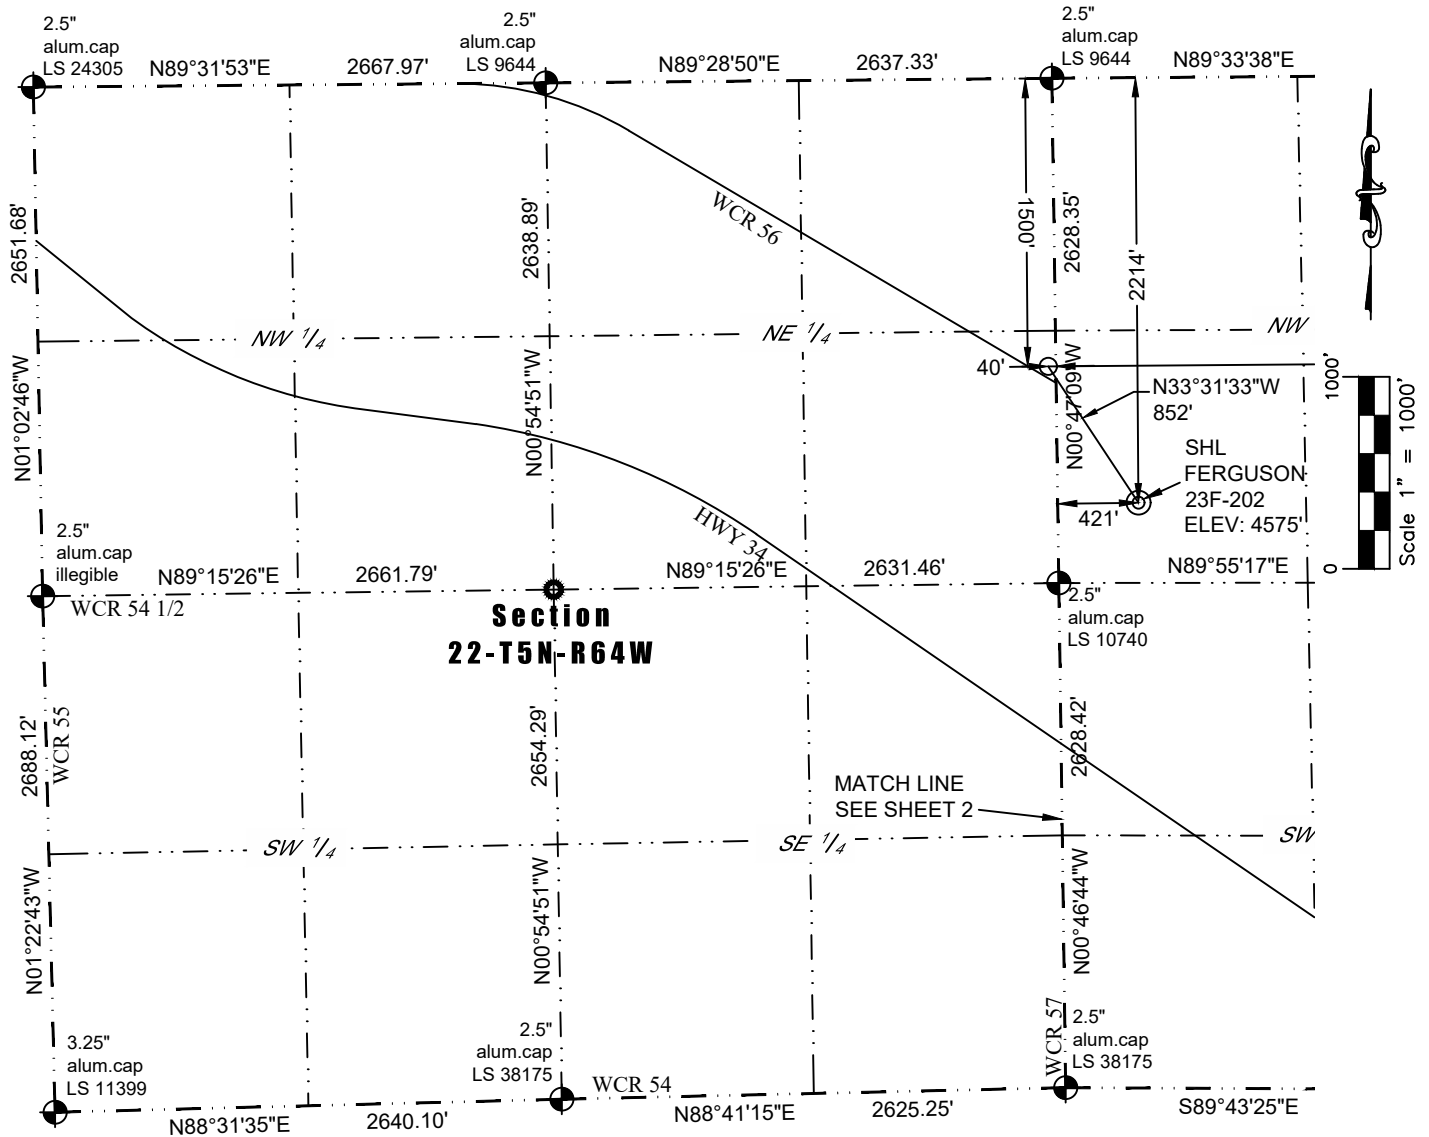 2.5"
alum.cap
LS 24305
N89°31'53"E
2667.97'
2.5"
alum.cap
LS 9644
N89°28'50"E
2637.33'
2.5"
alum.cap
LS 9644
N89°33'38"E
2651.68'
2638.89'
WCR 56
1500'
2628.35'
2214'
NW 1/4
NE 1/4
NW
N01°02'46"W
N00°54'51"W
40'
N00°47'09"W
N33°31'33"W
852'
SHL
FERGUSON
23F-202
ELEV: 4575'
421'
1000'
0
Scale 1" = 1000'
HWY 34
2.5"
alum.cap
illegible
N89°15'26"E
2661.79'
N89°15'26"E
2631.46'
N89°55'17"E
WCR 54 1/2
Section
22-T5N-R64W
2.5"
alum.cap
LS 10740
2688.12'
WCR 55
2654.29'
2628.42'
MATCH LINE
SEE SHEET 2
SW 1/4
SE 1/4
SW
N01°22'43"W
N00°54'51"W
N00°46'44"W
WCR 57
3.25"
alum.cap
LS 11399
2.5"
alum.cap
LS 38175
WCR 54
2.5"
alum.cap
LS 38175
N88°31'35"E
2640.10'
N88°41'15"E
2625.25'
S89°43'25"E